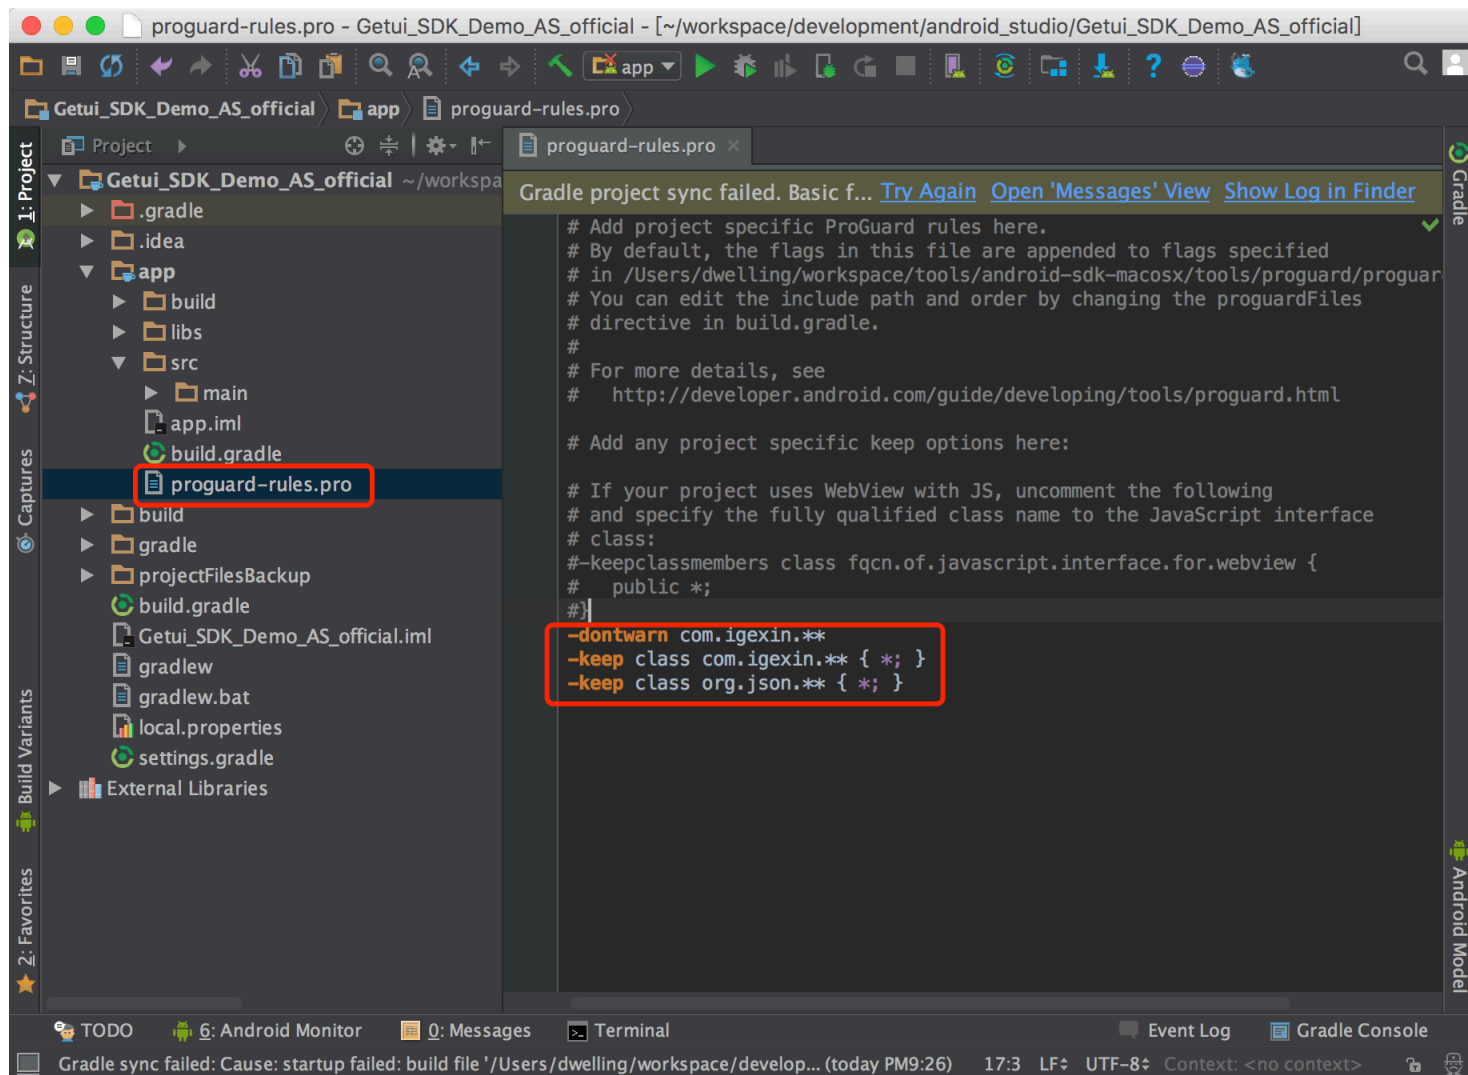 proguard-rules.pro - Getui_SDK_Demo_AS_official - [~/workspace/development/android_studio/Getui_SDK_Demo_AS_official]
app
Getui_SDK_Demo_AS_official app proguard-rules.pro
Project
proguard-rules.pro
Getui_SDK_Demo_AS_official ~/workspa
.gradle
.idea
app
build
libs
src
main
app.iml
build.gradle
proguard-rules.pro
build
gradle
projectFilesBackup
build.gradle
Getui_SDK_Demo_AS_official.iml
gradlew
gradlew.bat
local.properties
settings.gradle
External Libraries
1: Project
7: Structure
Captures
Build Variants
2: Favorites
Gradle project sync failed. Basic f... Try Again Open 'Messages' View Show Log in Finder
# Add project specific ProGuard rules here.
# By default, the flags in this file are appended to flags specified
# in /Users/dwelling/workspace/tools/android-sdk-macosx/tools/proguard/proguar
# You can edit the include path and order by changing the proguardFiles
# directive in build.gradle.
#
# For more details, see
#   http://developer.android.com/guide/developing/tools/proguard.html
# Add any project specific keep options here:
# If your project uses WebView with JS, uncomment the following
# and specify the fully qualified class name to the JavaScript interface
# class:
#-keepclassmembers class fqcn.of.javascript.interface.for.webview {
#   public *;
#}
-dontwarn com.igexin.**
-keep class com.igexin.** { *; }
-keep class org.json.** { *; }
Gradle
Android Model
TODO 6: Android Monitor 0: Messages Terminal Event Log Gradle Console
Gradle sync failed: Cause: startup failed: build file '/Users/dwelling/workspace/develop... (today PM9:26) 17:3 LF UTF-8 Context: <no context>